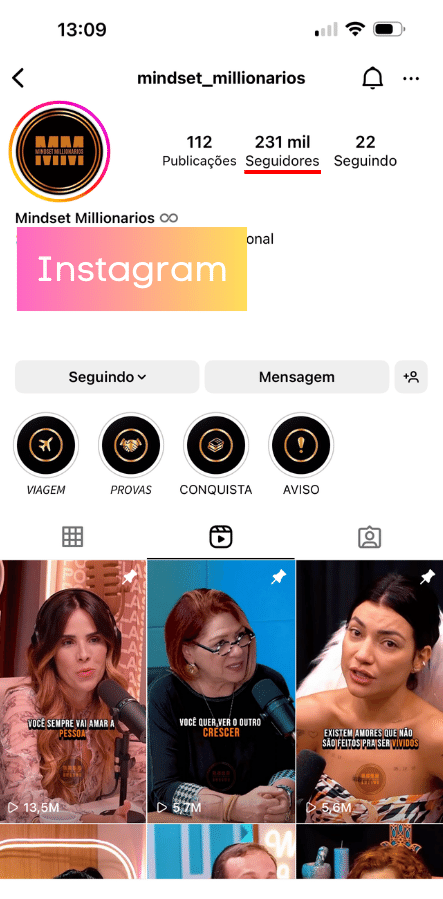 13:09
mindset_millionarios
MM
MINDSET MILLIONARIOS
112 231 mil 22
Publicações Seguidores Seguindo
Mindset Millionarios
onal
Instagram
Seguindo Mensagem
VIAGEM PROVAS CONQUISTA AVISO
VOCÊ SEMPRE VAI AMAR A
PESSOA
VOCÊ QUER VER O OUTRO
CRESCER
EXISTEM AMORES QUE NÃO
SÃO FEITOS PRA SER VIVIDOS
13,5M 5,7M 5,6M